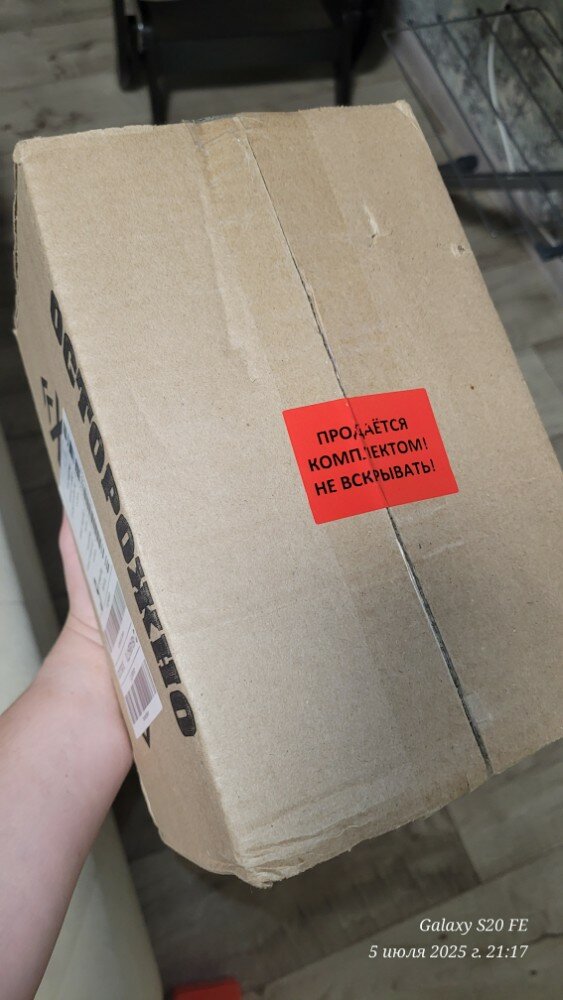 ОСТОРОЖНО
ПРОДАЁТСЯ
КОМПЛЕКТОМ!
НЕ ВСКРЫВАТЬ!
Galaxy S20 FE
5 июля 2025 г. 21:17